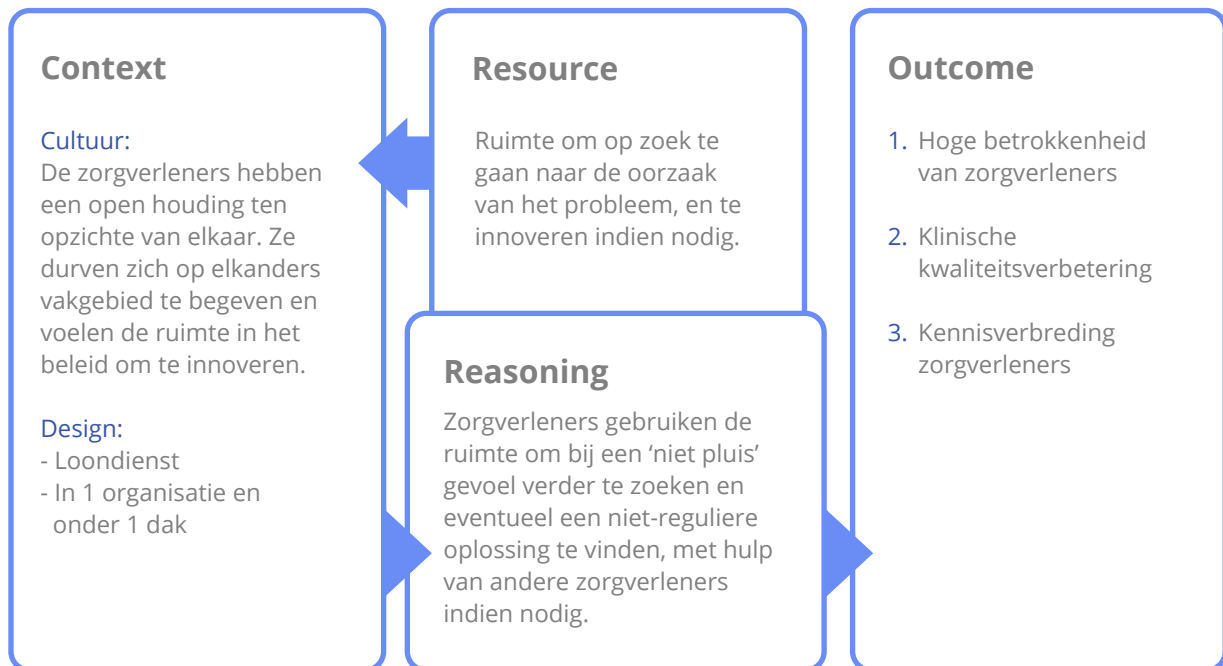 Context
Cultuur:
De zorgverleners hebben
een open houding ten
opzichte van elkaar. Ze
durven zich op elkanders
vakgebied te begeven en
voelen de ruimte in het
beleid om te innoveren.
Design:
- Loondienst
- In 1 organisatie en
onder 1 dak
Resource
Ruimte om op zoek te
gaan naar de oorzaak
van het probleem, en te
innoveren indien nodig.
Reasoning
Zorgverleners gebruiken de
ruimte om bij een ‘niet pluis’
gevoel verder te zoeken en
eventueel een niet-reguliere
oplossing te vinden, met hulp
van andere zorgverleners
indien nodig.
Outcome
1. Hoge betrokkenheid
van zorgverleners
2. Klinische
kwaliteitsverbetering
3. Kennisverbreding
zorgverleners